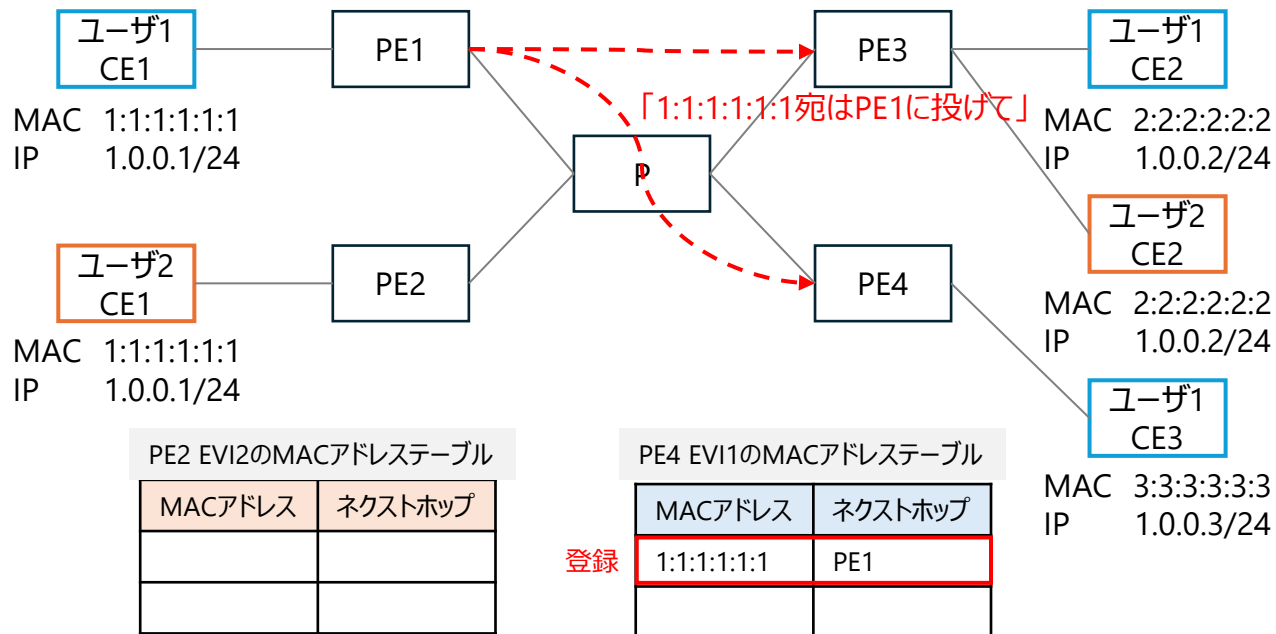 ユーザ1
CE1
PE1
PE3
ユーザ1
CE2
MAC 1:1:1:1:1:1
IP 1.0.0.1/24
「1:1:1:1:1:1宛はPE1に投げて」
MAC 2:2:2:2:2:2
IP 1.0.0.2/24
P
ユーザ2
CE1
PE2
PE4
ユーザ2
CE2
MAC 1:1:1:1:1:1
IP 1.0.0.1/24
MAC 2:2:2:2:2:2
IP 1.0.0.2/24
ユーザ1
CE3
MAC 3:3:3:3:3:3
IP 1.0.0.3/24
PE2 EVI2のMACアドレステーブル
MACアドレス ネクストホップ
PE4 EVI1のMACアドレステーブル
MACアドレス ネクストホップ
登録 1:1:1:1:1:1 PE1